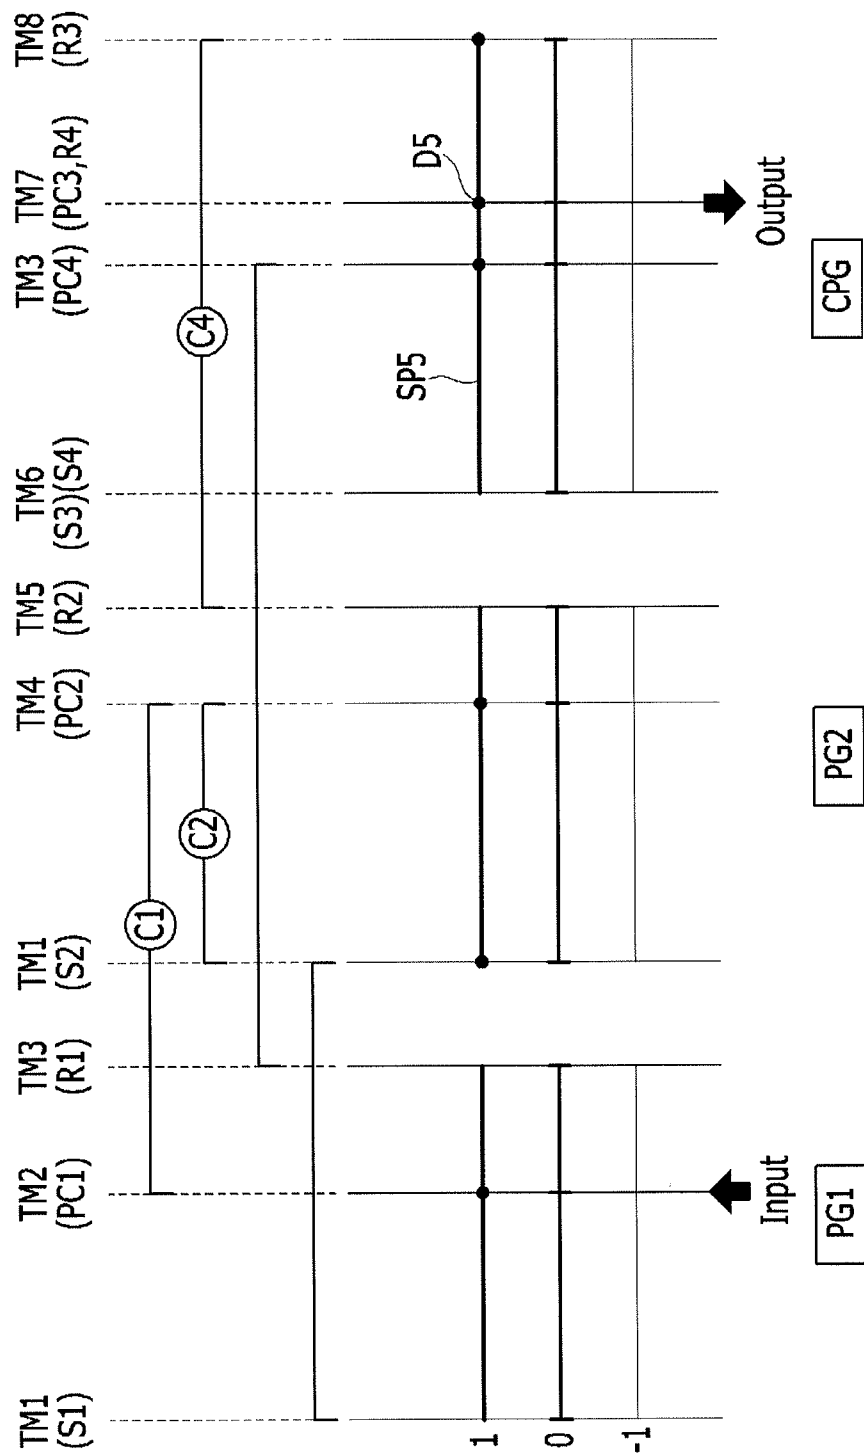 TM1
(S1)
TM2
(PC1)
TM3
(R1)
TM1
(S2)
TM4
(PC2)
TM5
(R2)
TM6
(S3)(S4)
TM3
(PC4)
TM7
(PC3,R4)
TM8
(R3)
C1
C2
C4
1
0
-1
SP5
D5
Input
Output
PG1
PG2
CPG